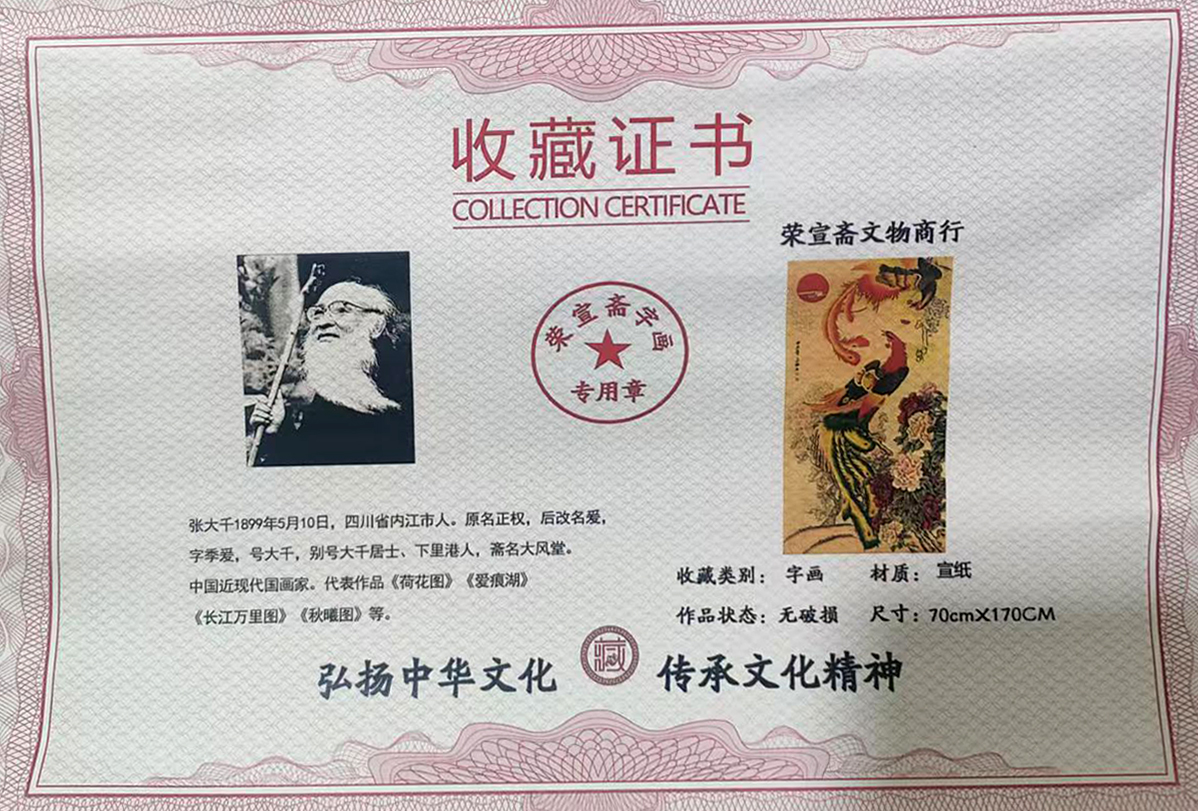 收藏证书
COLLECTION CERTIFICATE
荣宣斋文物商行
荣宣斋字画
专用章
张大千1899年5月10日，四川省内江市人。原名正权，后改名爱，
字季爱，号大千，别号大千居士、下里港人，斋名大风堂。
中国近现代国画家。代表作品《荷花图》《爱痕湖》
《长江万里图》《秋曦图》等。
收藏类别：字画 材质：宣纸
作品状态：无破损 尺寸：70cmX170CM
弘扬中华文化 藏 传承文化精神